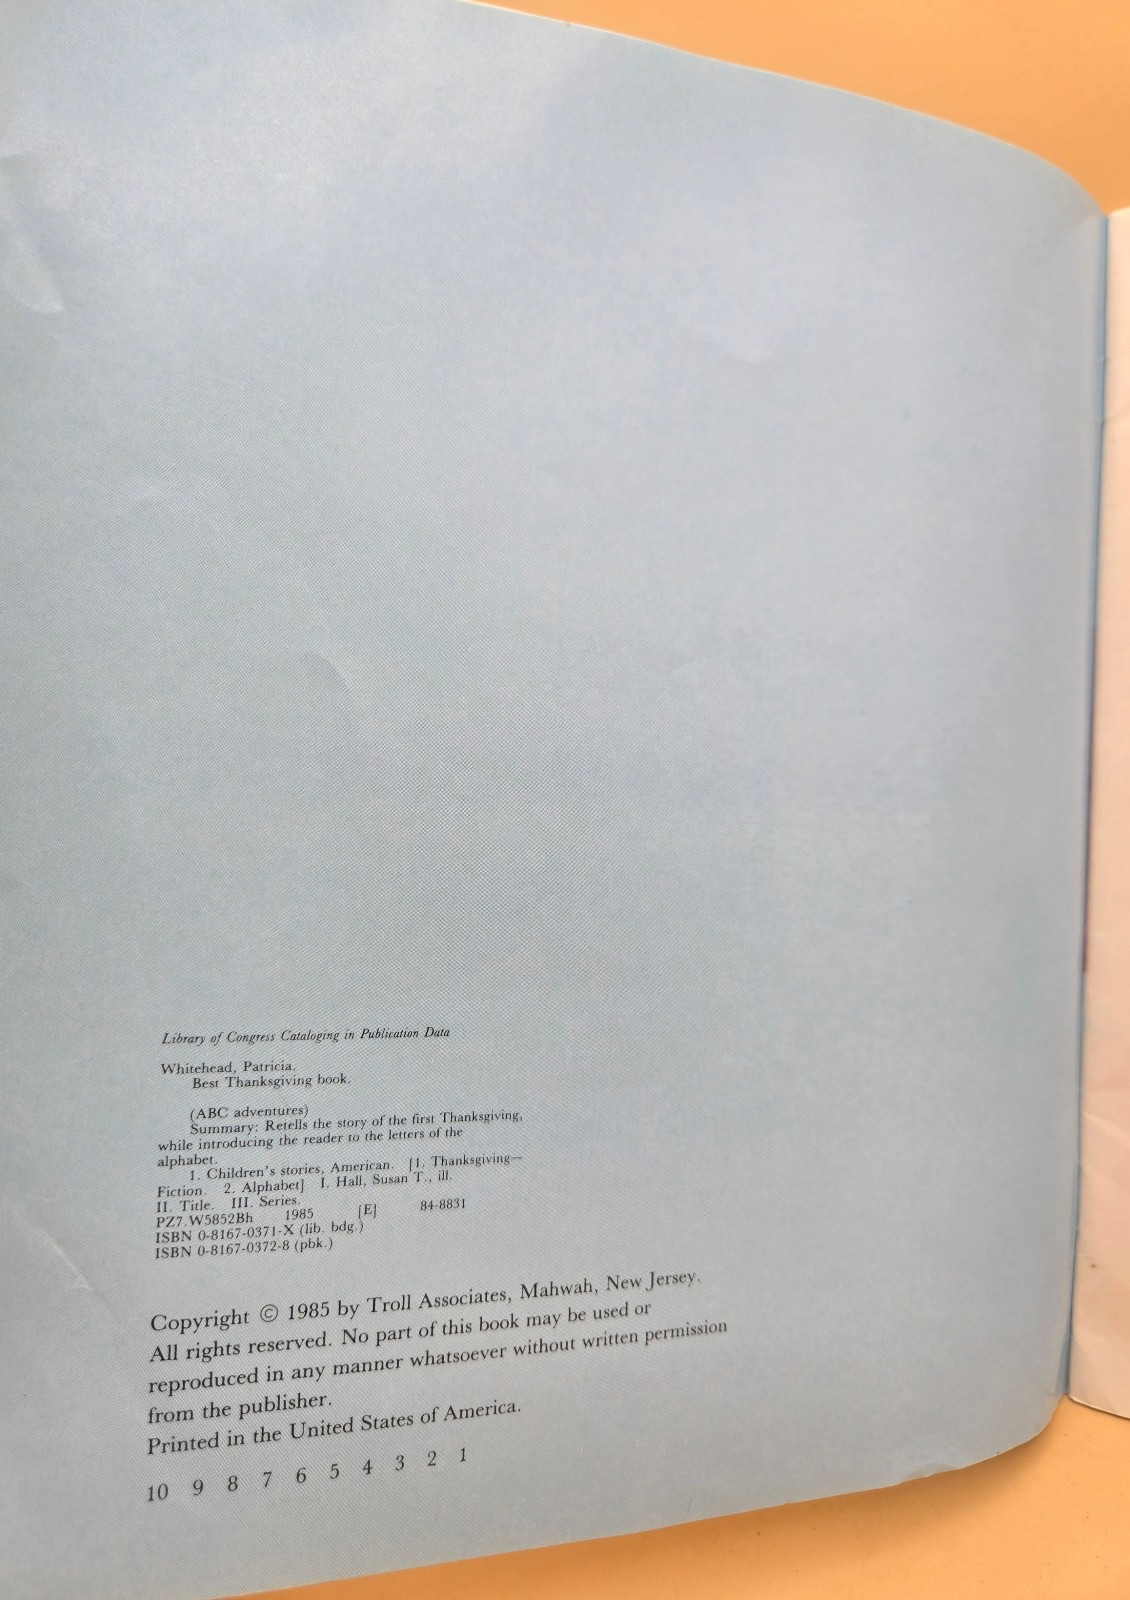 Library of Congress Cataloging in Publication Data
Whitehead, Patricia.
Best Thanksgiving book.
(ABC adventures)
Summary: Retells the story of the first Thanksgiving,
while introducing the reader to the letters of the
alphabet.
1. Children's stories, American. [1. Thanksgiving—
Fiction. 2. Alphabet] I. Hall, Susan T., ill.
II. Title. III. Series.
PZ7.W5852Bh 1985 [E] 84-8831
ISBN 0-8167-0371-X (lib. bdg.)
ISBN 0-8167-0372-8 (pbk.)
Copyright © 1985 by Troll Associates, Mahwah, New Jersey.
All rights reserved. No part of this book may be used or
reproduced in any manner whatsoever without written permission
from the publisher.
Printed in the United States of America.
10 9 8 7 6 5 4 3 2 1